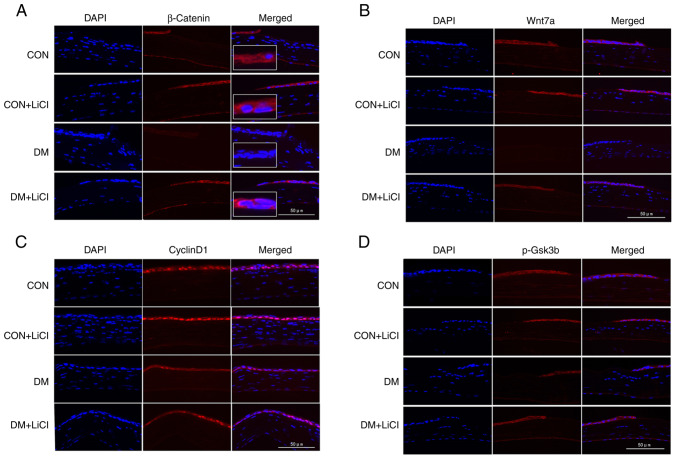 A
DAPI β-Catenin Merged
CON
CON+LiCl
DM
DM+LiCl
50 μm
B
DAPI Wnt7a Merged
CON
CON+LiCl
DM
DM+LiCl
50 μm
C
DAPI CyclinD1 Merged
CON
CON+LiCl
DM
DM+LiCl
50 μm
D
DAPI p-Gsk3b Merged
CON
CON+LiCl
DM
DM+LiCl
50 μm